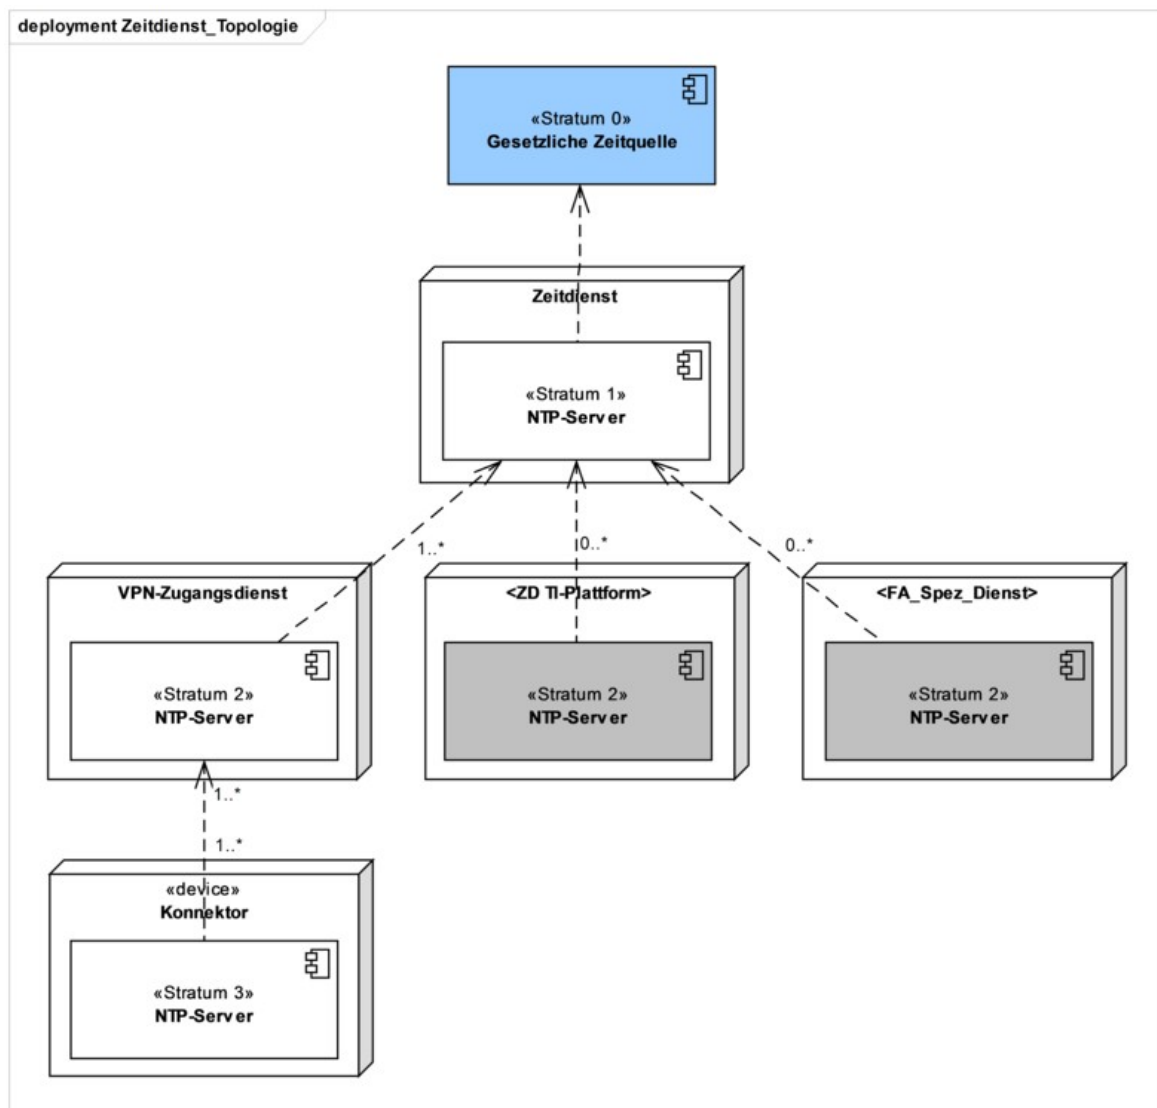 deployment Zeitdienst_Topologie
«Stratum 0»
Gesetzliche Zeitquelle
Zeitdienst
«Stratum 1»
NTP-Server
1..*
0..*
0..*
VPN-Zugangsdienst
<ZD TI-Plattform>
<FA_Spez_Dienst>
«Stratum 2»
NTP-Server
«Stratum 2»
NTP-Server
«Stratum 2»
NTP-Server
1..*
1..*
«device»
Konnektor
«Stratum 3»
NTP-Server